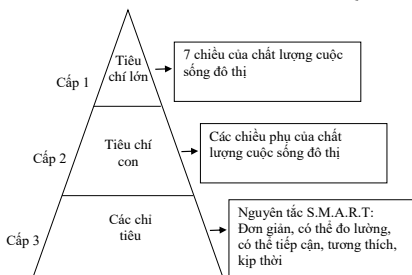 Cấp 1
Tiêu
chí lớn
7 chiều của chất lượng cuộc
sống đô thị
Cấp 2
Tiêu chí
con
Các chiều phụ của chất
lượng cuộc sống đô thị
Cấp 3
Các chỉ
tiêu
Nguyên tắc S.M.A.R.T:
Đơn giản, có thể đo lường,
có thể tiếp cận, tương thích,
kịp thời